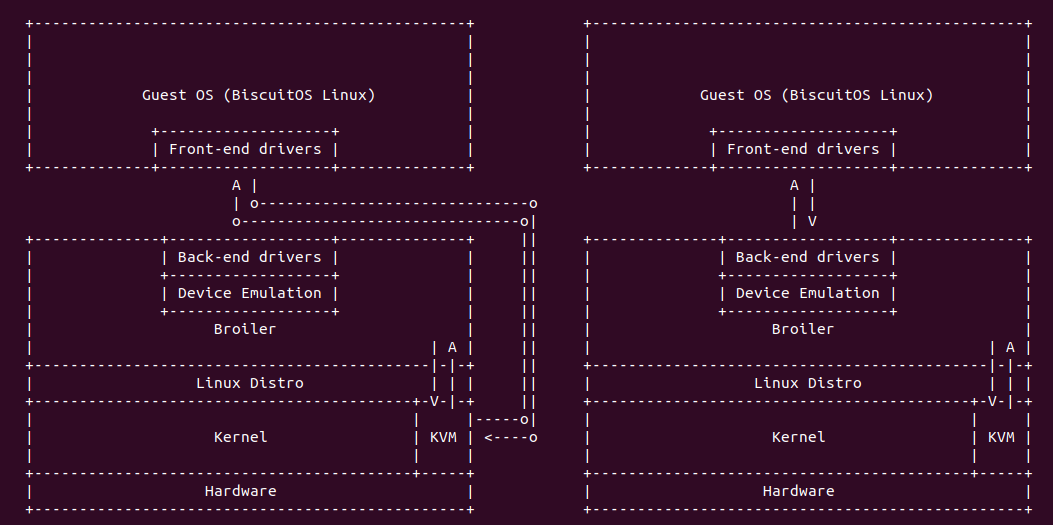 Guest OS (BiscuitOS Linux)
Front-end drivers
A
o o
o o
Back-end drivers
Device Emulation
Broiler
A
Linux Distro
V
o
Kernel
KVM
<----o
Hardware
Guest OS (BiscuitOS Linux)
Front-end drivers
A
V
Back-end drivers
Device Emulation
Broiler
A
Linux Distro
V
Kernel
KVM
Hardware